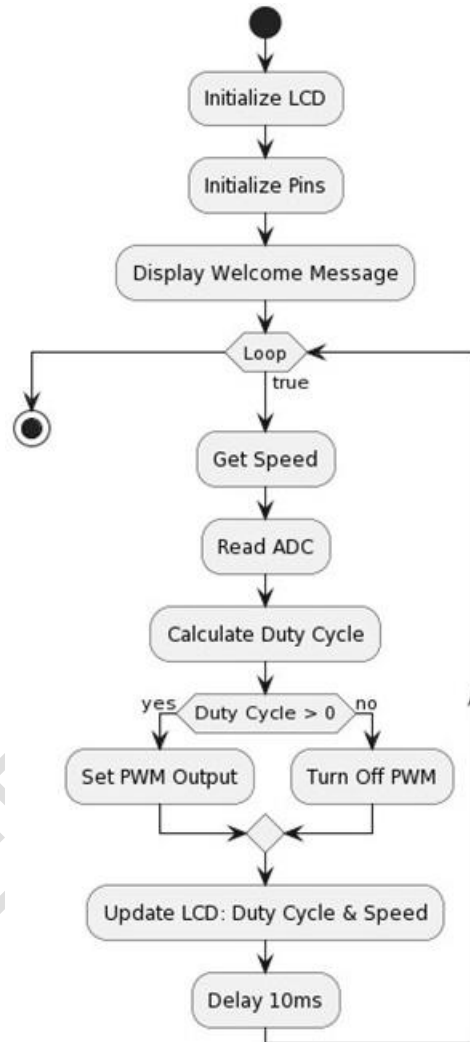 Initialize LCD
Initialize Pins
Display Welcome Message
Loop
true
Get Speed
Read ADC
Calculate Duty Cycle
yes
Duty Cycle > 0
no
Set PWM Output
Turn Off PWM
Update LCD: Duty Cycle & Speed
Delay 10ms